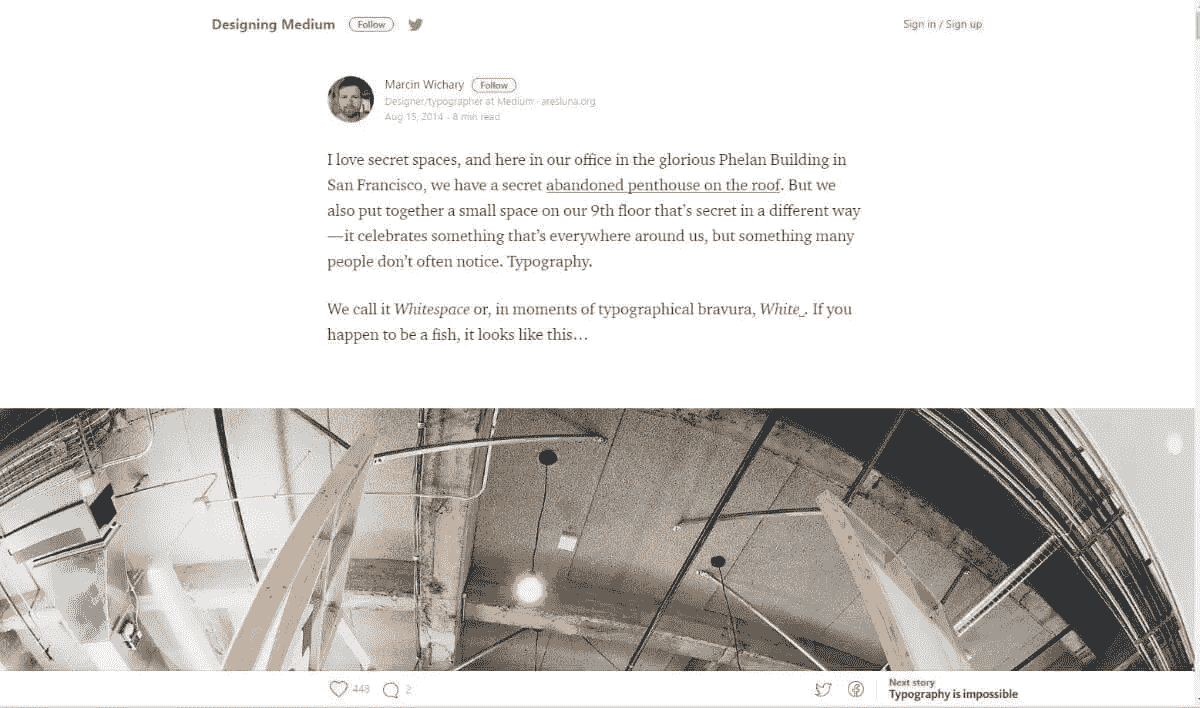 Designing Medium Follow
Sign in / Sign up
Marcin Wichary Follow
Designer/typographer at Medium · aresluna.org
Aug 15, 2014 · 8 min read
I love secret spaces, and here in our office in the glorious Phelan Building in
San Francisco, we have a secret abandoned penthouse on the roof. But we
also put together a small space on our 9th floor that’s secret in a different way
—it celebrates something that’s everywhere around us, but something many
people don’t often notice. Typography.
We call it Whitespace or, in moments of typographical bravura, White_. If you
happen to be a fish, it looks like this…
448 2
Next story
Typography is impossible